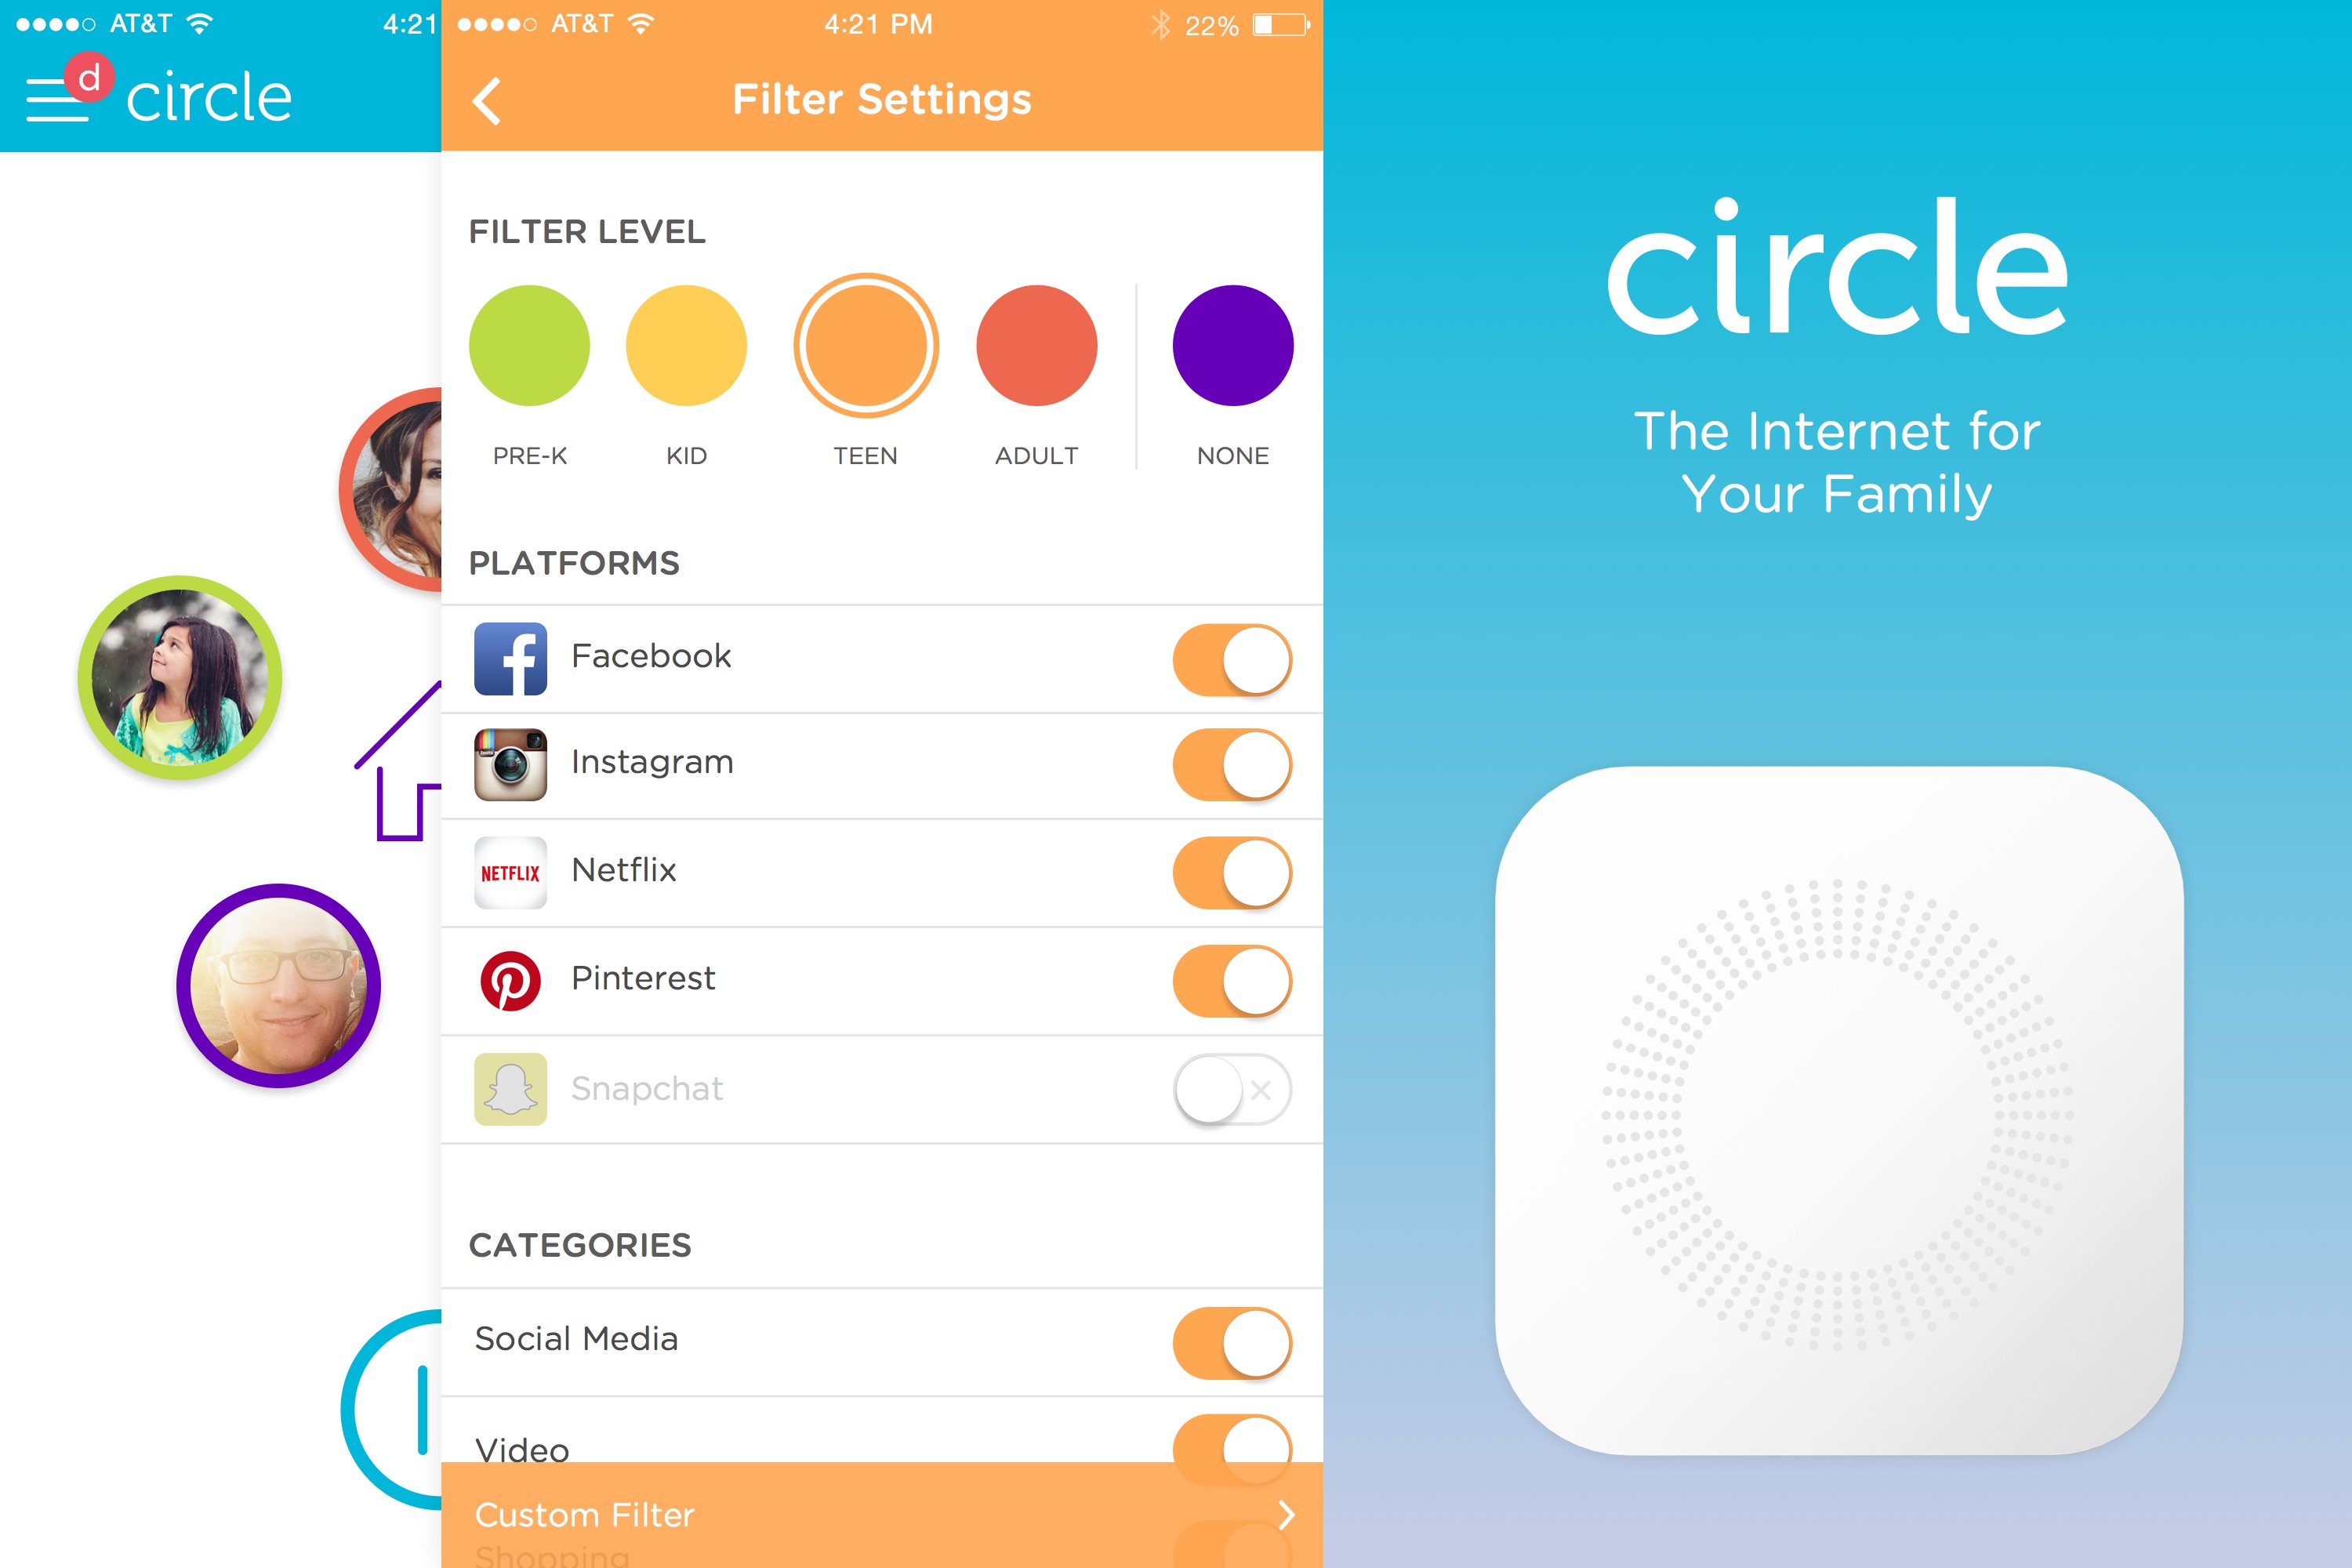 AT&T
4:21
d
circle
AT&T
4:21 PM
22%
Filter Settings
FILTER LEVEL
PRE-K
KID
TEEN
ADULT
NONE
PLATFORMS
Facebook
Instagram
NETFLIX
Netflix
Pinterest
Snapchat
CATEGORIES
Social Media
Video
Custom Filter
Shopping
circle
The Internet for
Your Family